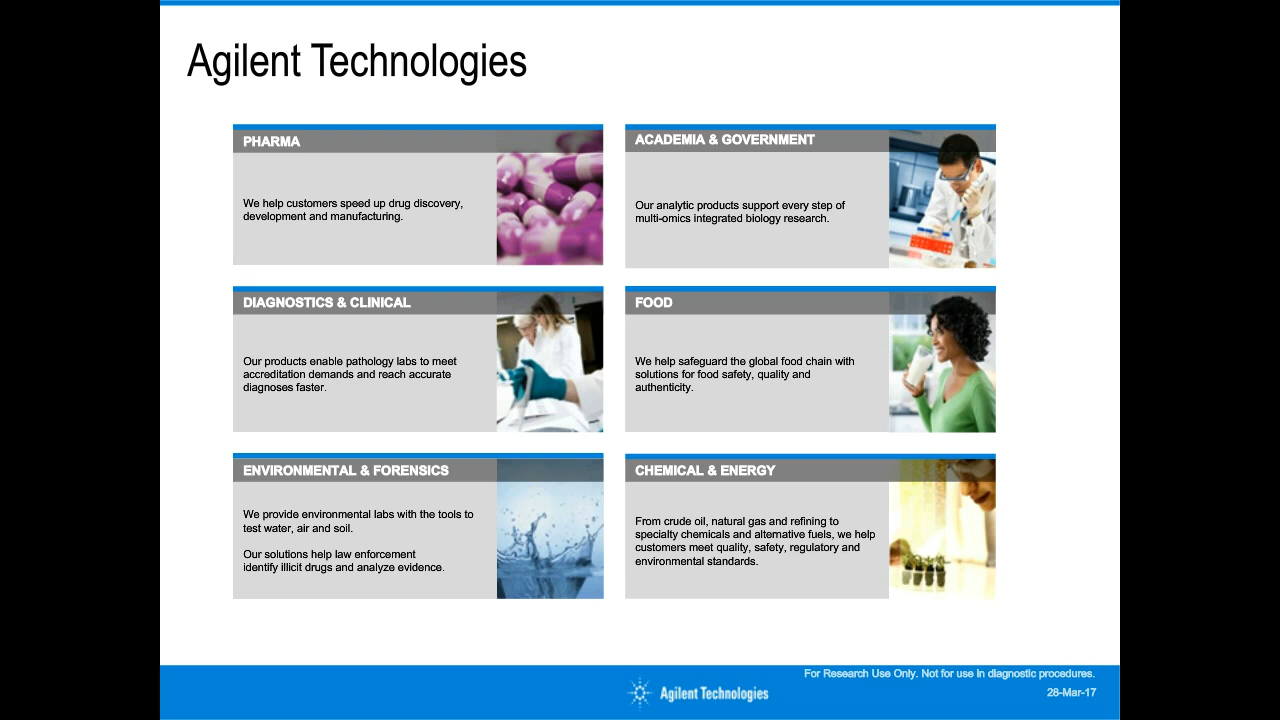 Agilent Technologies
PHARMA
We help customers speed up drug discovery,
development and manufacturing.
ACADEMIA & GOVERNMENT
Our analytic products support every step of
multi-omics integrated biology research.
DIAGNOSTICS & CLINICAL
Our products enable pathology labs to meet
accreditation demands and reach accurate
diagnoses faster.
FOOD
We help safeguard the global food chain with
solutions for food safety, quality and
authenticity.
ENVIRONMENTAL & FORENSICS
We provide environmental labs with the tools to
test water, air and soil.
Our solutions help law enforcement
identify illicit drugs and analyze evidence.
CHEMICAL & ENERGY
From crude oil, natural gas and refining to
specialty chemicals and alternative fuels, we help
customers meet quality, safety, regulatory and
environmental standards.
For Research Use Only. Not for use in diagnostic procedures.
Agilent Technologies
28-Mar-17